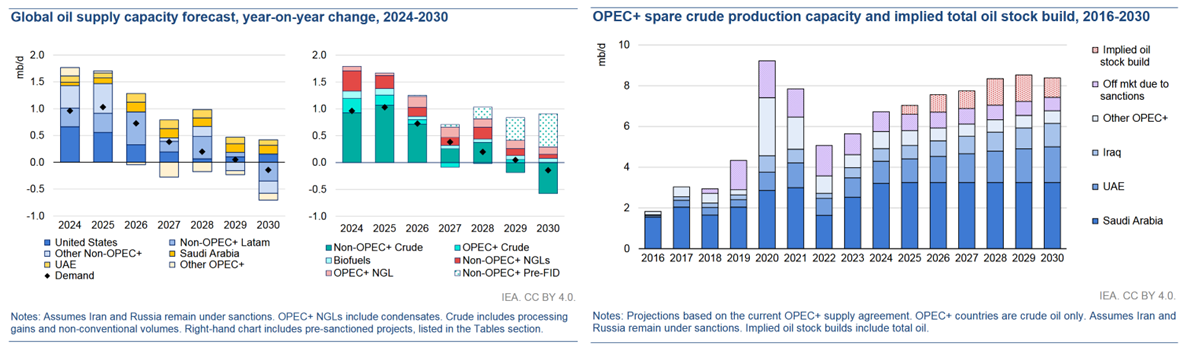 Global oil supply capacity forecast, year-on-year change, 2024-2030
mb/d
2.0
1.5
1.0
0.5
0.0
-0.5
-1.0
2024 2025 2026 2027 2028 2029 2030
United States
Non-OPEC+ Latam
Other Non-OPEC+
Saudi Arabia
UAE
Other OPEC+
Demand
2.0
1.5
1.0
0.5
0.0
-0.5
-1.0
2024 2025 2026 2027 2028 2029 2030
Non-OPEC+ Crude
OPEC+ Crude
Biofuels
Non-OPEC+ NGLs
OPEC+ NGL
Non-OPEC+ Pre-FID
Demand
IEA. CC BY 4.0.
Notes: Assumes Iran and Russia remain under sanctions. OPEC+ NGLs include condensates. Crude includes processing
gains and non-conventional volumes. Right-hand chart includes pre-sanctioned projects, listed in the Tables section.
OPEC+ spare crude production capacity and implied total oil stock build, 2016-2030
mb/d
10
8
6
4
2
0
2016 2017 2018 2019 2020 2021 2022 2023 2024 2025 2026 2027 2028 2029 2030
Implied oil
stock build
Off mkt due to
sanctions
Other OPEC+
Iraq
UAE
Saudi Arabia
IEA. CC BY 4.0.
Notes: Projections based on the current OPEC+ supply agreement. OPEC+ countries are crude oil only. Assumes Iran and
Russia remain under sanctions. Implied oil stock builds include total oil.